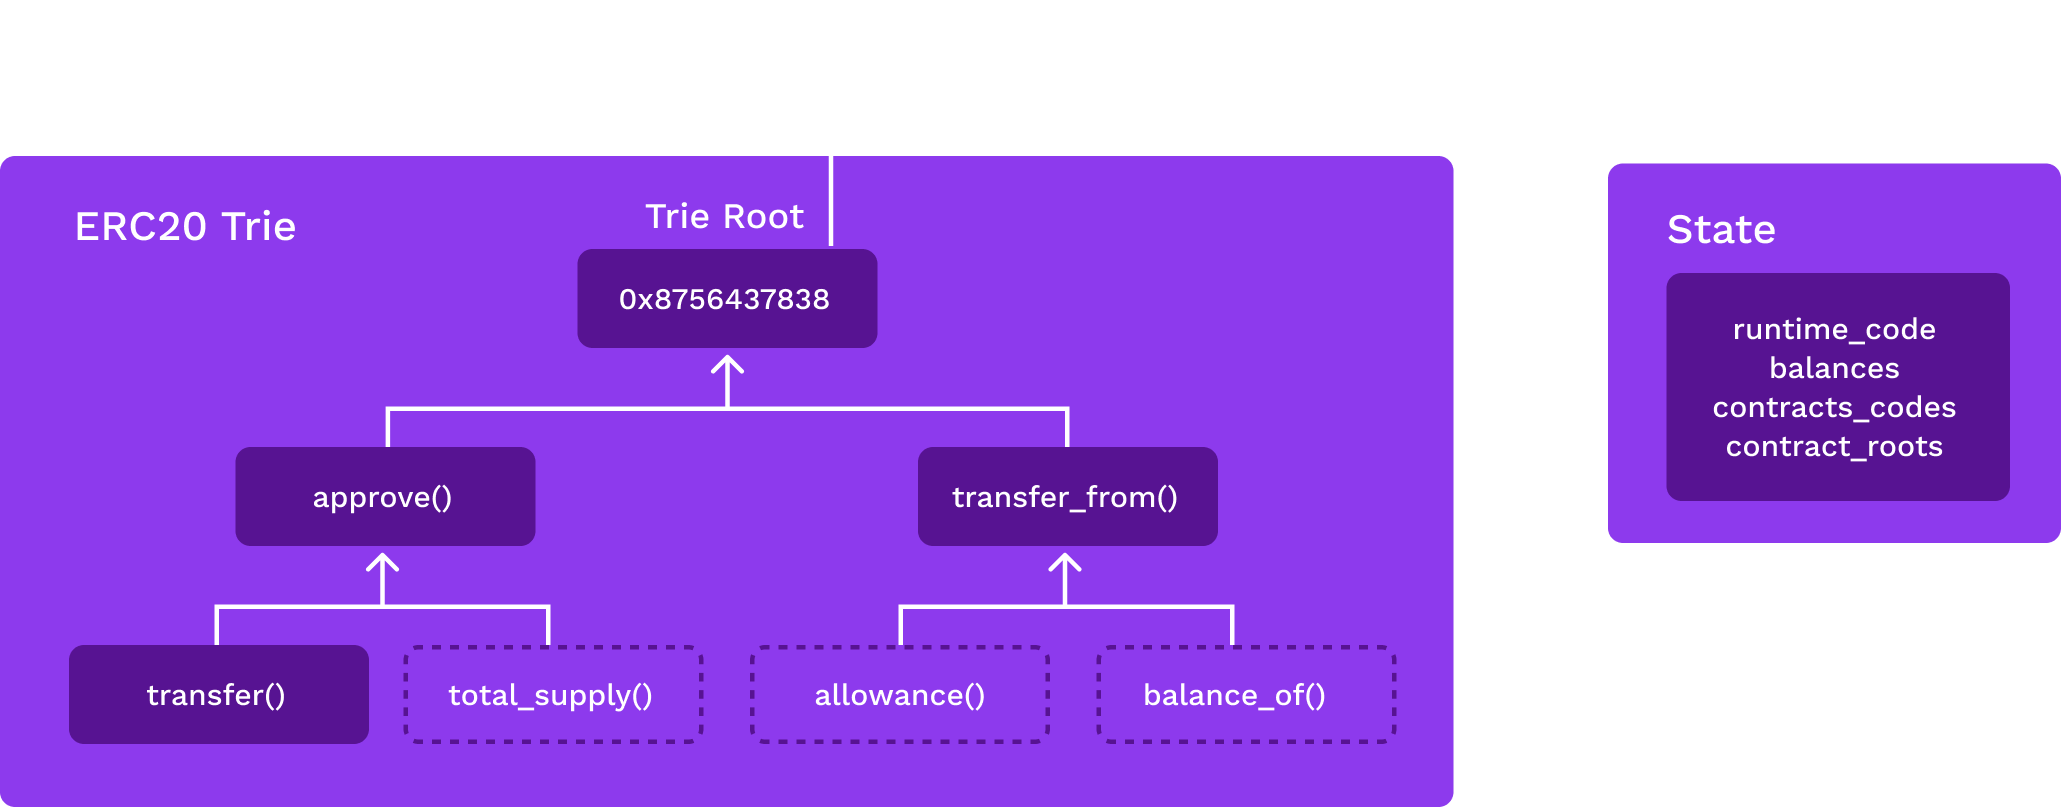 ERC20 Trie
Trie Root
0x8756437838
approve()
transfer_from()
transfer()
total_supply()
allowance()
balance_of()
State
runtime_code
balances
contracts_codes
contract_roots